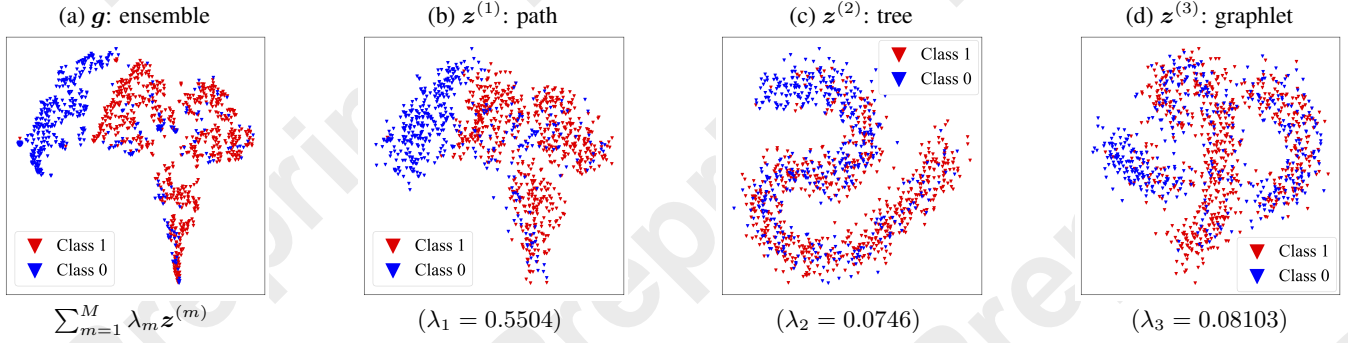 (a) g: ensemble
(b) z^(1): path
(c) z^(2): tree
(d) z^(3): graphlet
Class 1
Class 0
Class 1
Class 0
Class 1
Class 0
Class 1
Class 0
∑_{m=1}^{M} λ_m z^(m)
(λ_1 = 0.5504)
(λ_2 = 0.0746)
(λ_3 = 0.08103)
Preprint